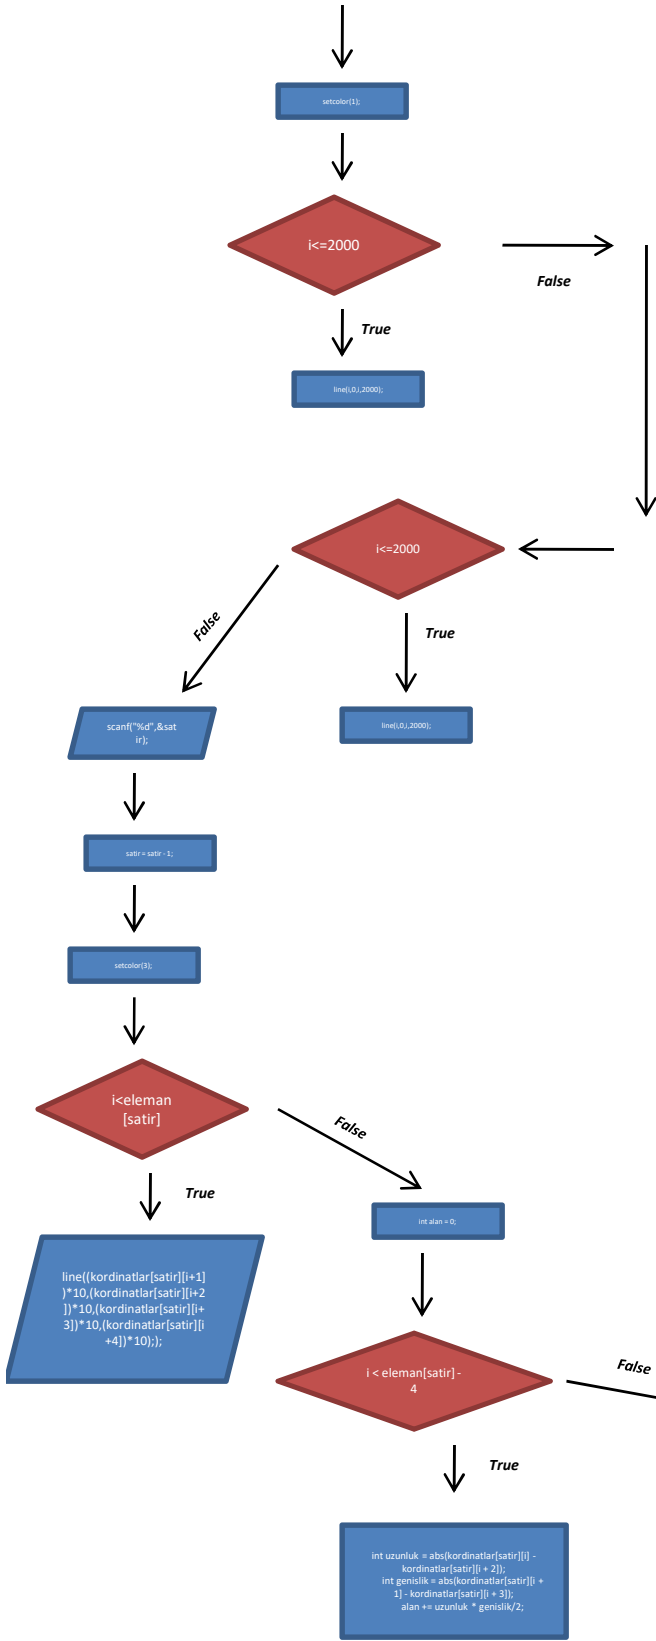 setcolor(1);
i<=2000
False
True
line(i,0,i,2000);
i<=2000
False
True
scanf("%d",&sat
ir);
line(i,0,i,2000);
satir = satir - 1;
setcolor(3);
i<eleman
[satir]
False
True
int alan = 0;
line((kordinatlar[satir][i+1]
)*10,(kordinatlar[satir][i+2
])*10,(kordinatlar[satir][i+
3])*10,(kordinatlar[satir][i
+4])*10););
i < eleman[satir] -
4
False
True
int uzunluk = abs(kordinatlar[satir][i] -
kordinatlar[satir][i + 2]);
int genislik = abs(kordinatlar[satir][i +
1] - kordinatlar[satir][i + 3]);
alan += uzunluk * genislik/2;